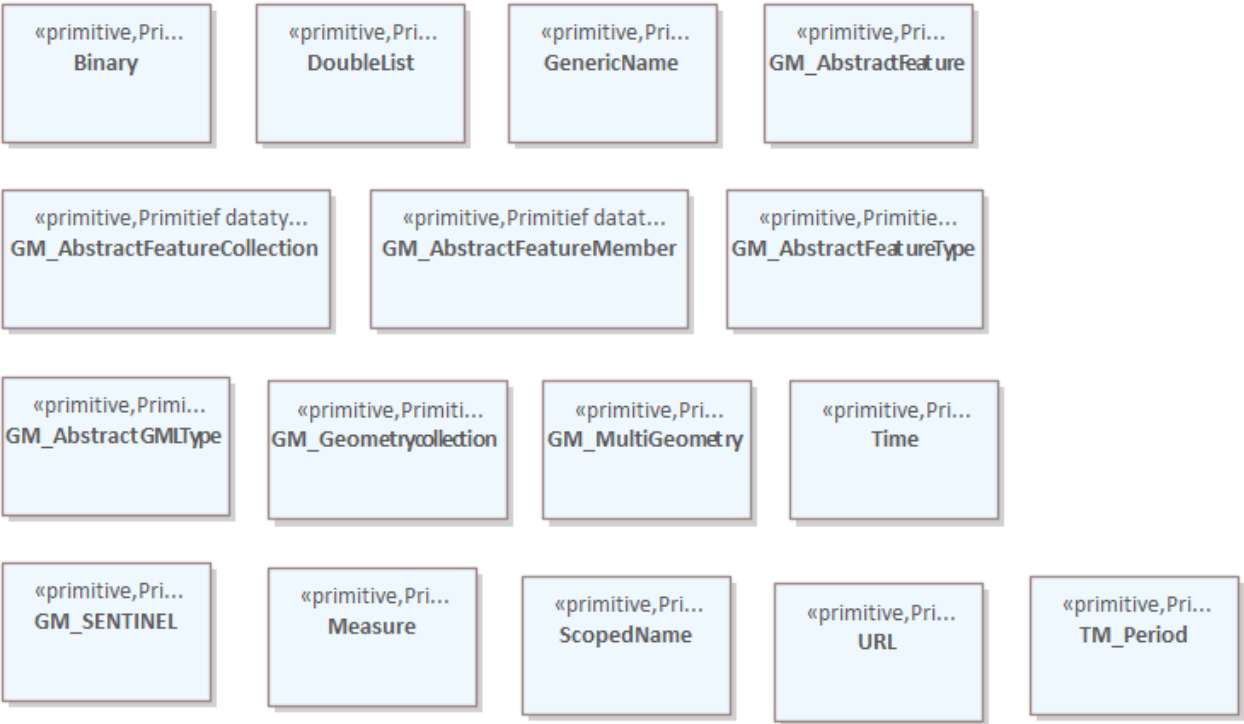 «primitive,Pri...
Binary
«primitive,Pri...
DoubleList
«primitive,Pri...
GenericName
«primitive,Pri...
GM_AbstractFeature
«primitive,Primitief dataty...
GM_AbstractFeatureCollection
«primitive,Primitief datat...
GM_AbstractFeatureMember
«primitive,Primitie...
GM_AbstractFeatureType
«primitive,Primi...
GM_AbstractGMLType
«primitive,Primiti...
GM_Geometrycollection
«primitive,Pri...
GM_MultiGeometry
«primitive,Pri...
Time
«primitive,Pri...
GM_SENTINEL
«primitive,Pri...
Measure
«primitive,Pri...
ScopedName
«primitive,Pri...
URL
«primitive,Pri...
TM_Period